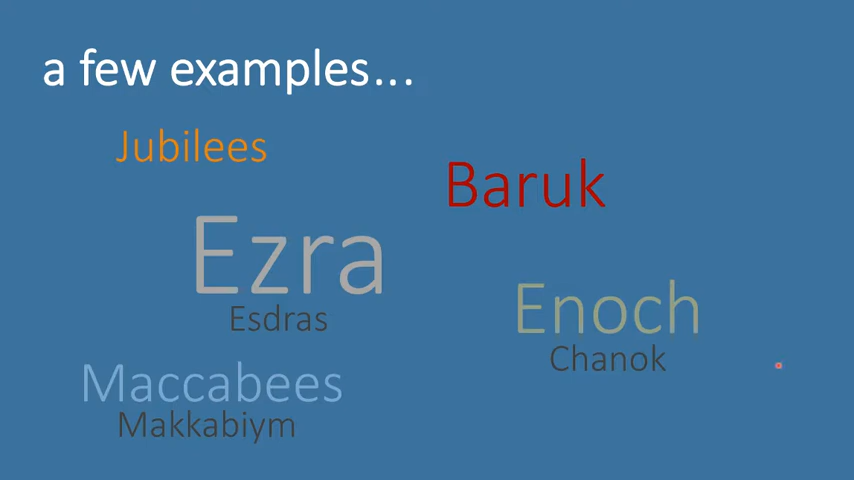 a few examples...
Jubilees
Baruk
Ezra
Esdras
Enoch
Chanok
Maccabees
Makkabiym